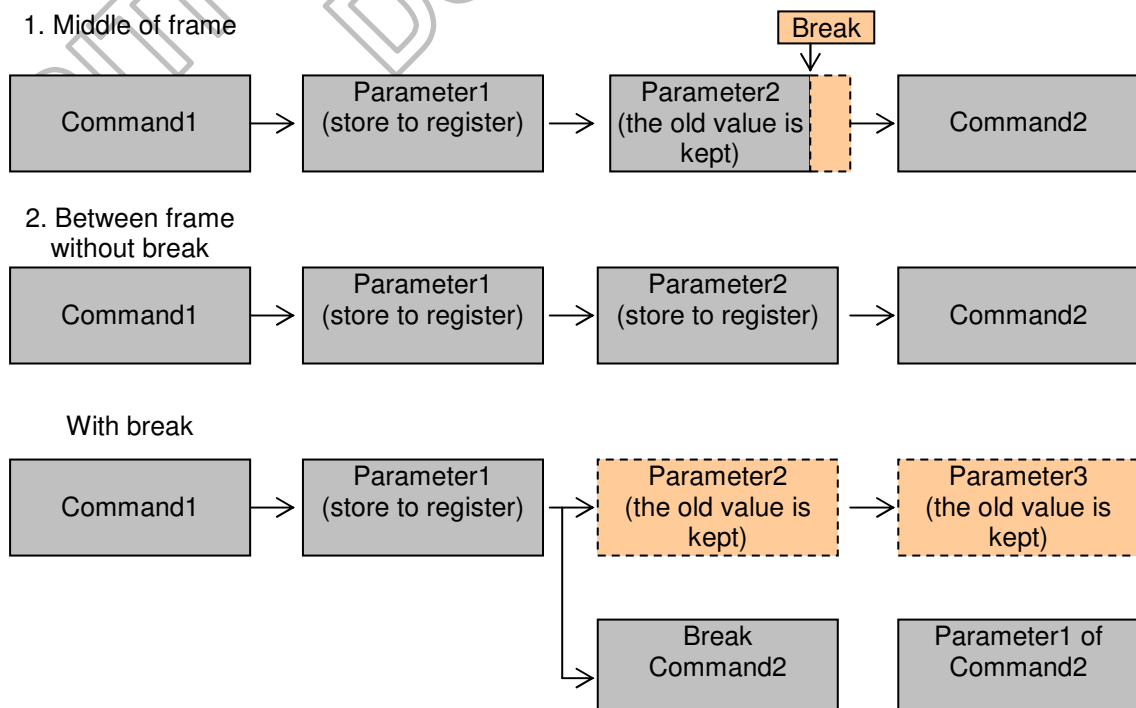 1. Middle of frame
Break
Command1
Parameter1
(store to register)
Parameter2
(the old value is
kept)
Command2
2. Between frame
without break
Command1
Parameter1
(store to register)
Parameter2
(store to register)
Command2
With break
Command1
Parameter1
(store to register)
Parameter2
(the old value is
kept)
Parameter3
(the old value is
kept)
Break
Command2
Parameter1 of
Command2